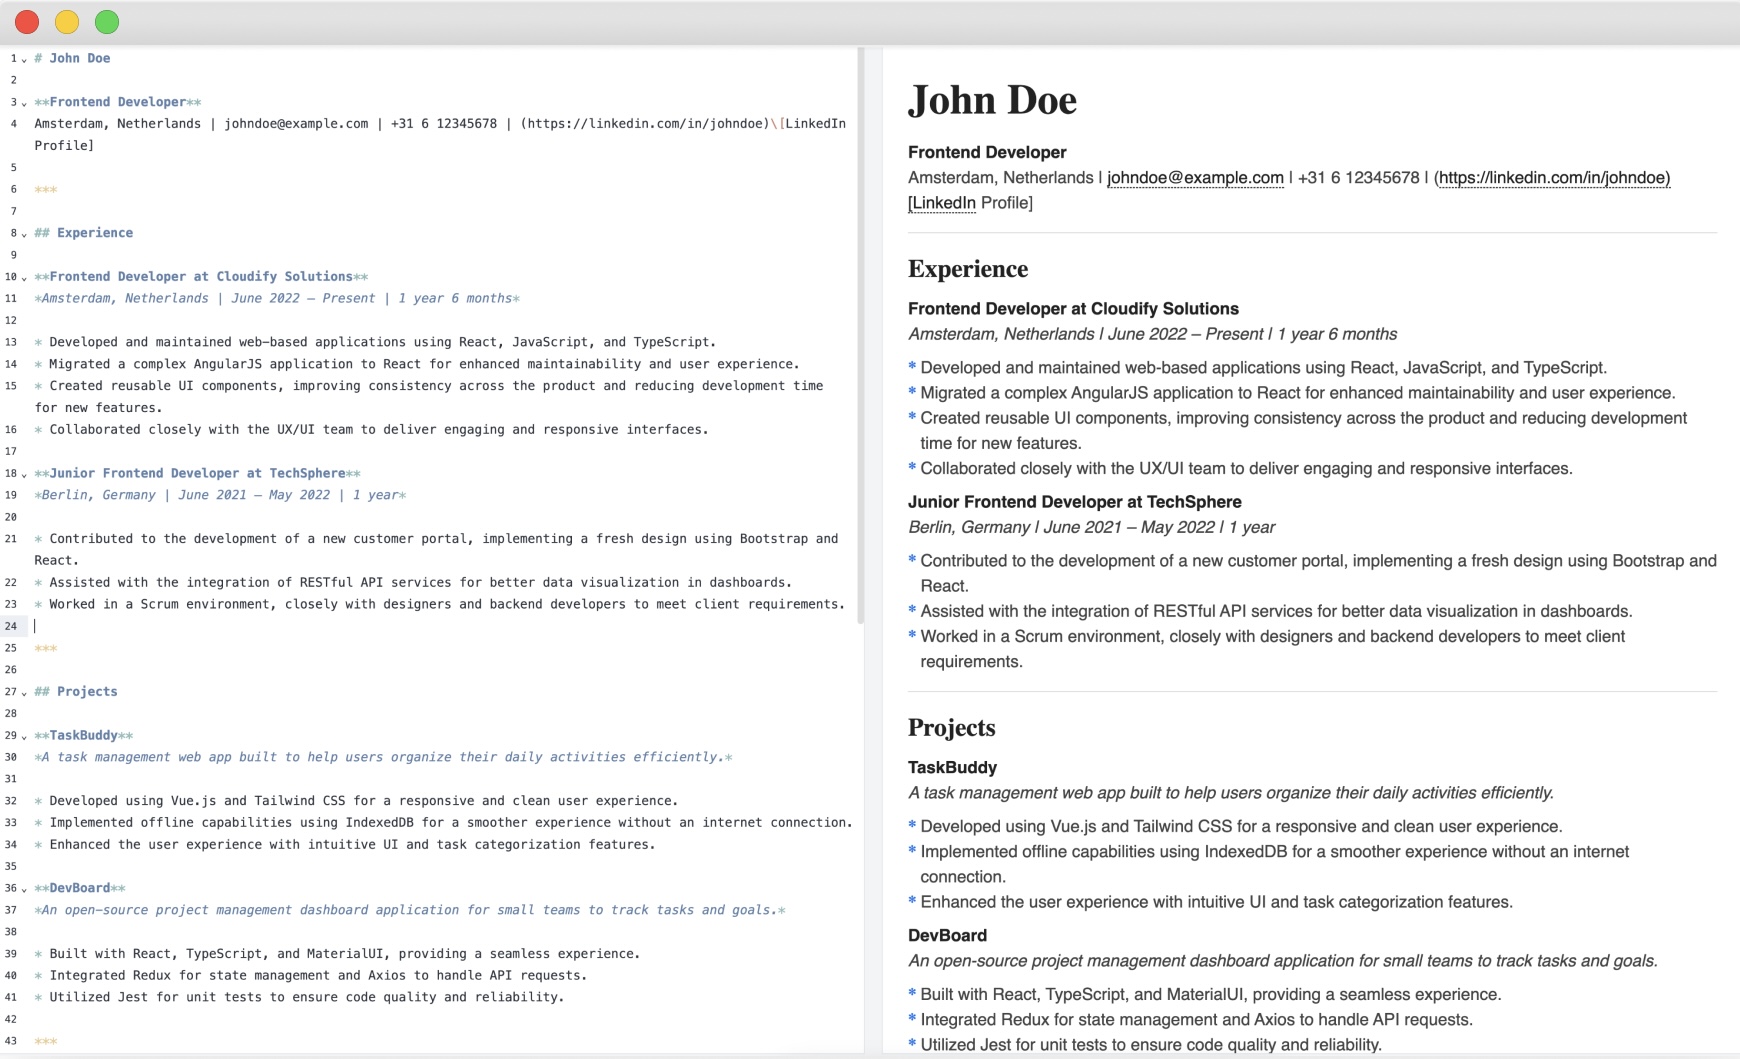 1 # John Doe
2
3 **Frontend Developer**
4 Amsterdam, Netherlands | johndoe@example.com | +31 6 12345678 | (https://linkedin.com/in/johndoe)\[LinkedIn
Profile]
5
6 ***
7
8 ## Experience
9
10 **Frontend Developer at Cloudify Solutions**
11 *Amsterdam, Netherlands | June 2022 – Present | 1 year 6 months*
12
13 * Developed and maintained web-based applications using React, JavaScript, and TypeScript.
14 * Migrated a complex AngularJS application to React for enhanced maintainability and user experience.
15 * Created reusable UI components, improving consistency across the product and reducing development time
for new features.
16 * Collaborated closely with the UX/UI team to deliver engaging and responsive interfaces.
17
18 **Junior Frontend Developer at TechSphere**
19 *Berlin, Germany | June 2021 – May 2022 | 1 year*
20
21 * Contributed to the development of a new customer portal, implementing a fresh design using Bootstrap and
React.
22 * Assisted with the integration of RESTful API services for better data visualization in dashboards.
23 * Worked in a Scrum environment, closely with designers and backend developers to meet client requirements.
24
25 ***
26
27 ## Projects
28
29 **TaskBuddy**
30 *A task management web app built to help users organize their daily activities efficiently.*
31
32 * Developed using Vue.js and Tailwind CSS for a responsive and clean user experience.
33 * Implemented offline capabilities using IndexedDB for a smoother experience without an internet connection.
34 * Enhanced the user experience with intuitive UI and task categorization features.
35
36 **DevBoard**
37 *An open-source project management dashboard application for small teams to track tasks and goals.*
38
39 * Built with React, TypeScript, and MaterialUI, providing a seamless experience.
40 * Integrated Redux for state management and Axios to handle API requests.
41 * Utilized Jest for unit tests to ensure code quality and reliability.
42
43 ***
John Doe
Frontend Developer
Amsterdam, Netherlands | johndoe@example.com | +31 6 12345678 | (https://linkedin.com/in/johndoe)
[LinkedIn Profile]
Experience
Frontend Developer at Cloudify Solutions
Amsterdam, Netherlands | June 2022 – Present | 1 year 6 months
* Developed and maintained web-based applications using React, JavaScript, and TypeScript.
* Migrated a complex AngularJS application to React for enhanced maintainability and user experience.
* Created reusable UI components, improving consistency across the product and reducing development
time for new features.
* Collaborated closely with the UX/UI team to deliver engaging and responsive interfaces.
Junior Frontend Developer at TechSphere
Berlin, Germany | June 2021 – May 2022 | 1 year
* Contributed to the development of a new customer portal, implementing a fresh design using Bootstrap and
React.
* Assisted with the integration of RESTful API services for better data visualization in dashboards.
* Worked in a Scrum environment, closely with designers and backend developers to meet client
requirements.
Projects
TaskBuddy
A task management web app built to help users organize their daily activities efficiently.
* Developed using Vue.js and Tailwind CSS for a responsive and clean user experience.
* Implemented offline capabilities using IndexedDB for a smoother experience without an internet
connection.
* Enhanced the user experience with intuitive UI and task categorization features.
DevBoard
An open-source project management dashboard application for small teams to track tasks and goals.
* Built with React, TypeScript, and MaterialUI, providing a seamless experience.
* Integrated Redux for state management and Axios to handle API requests.
* Utilized Jest for unit tests to ensure code quality and reliability.